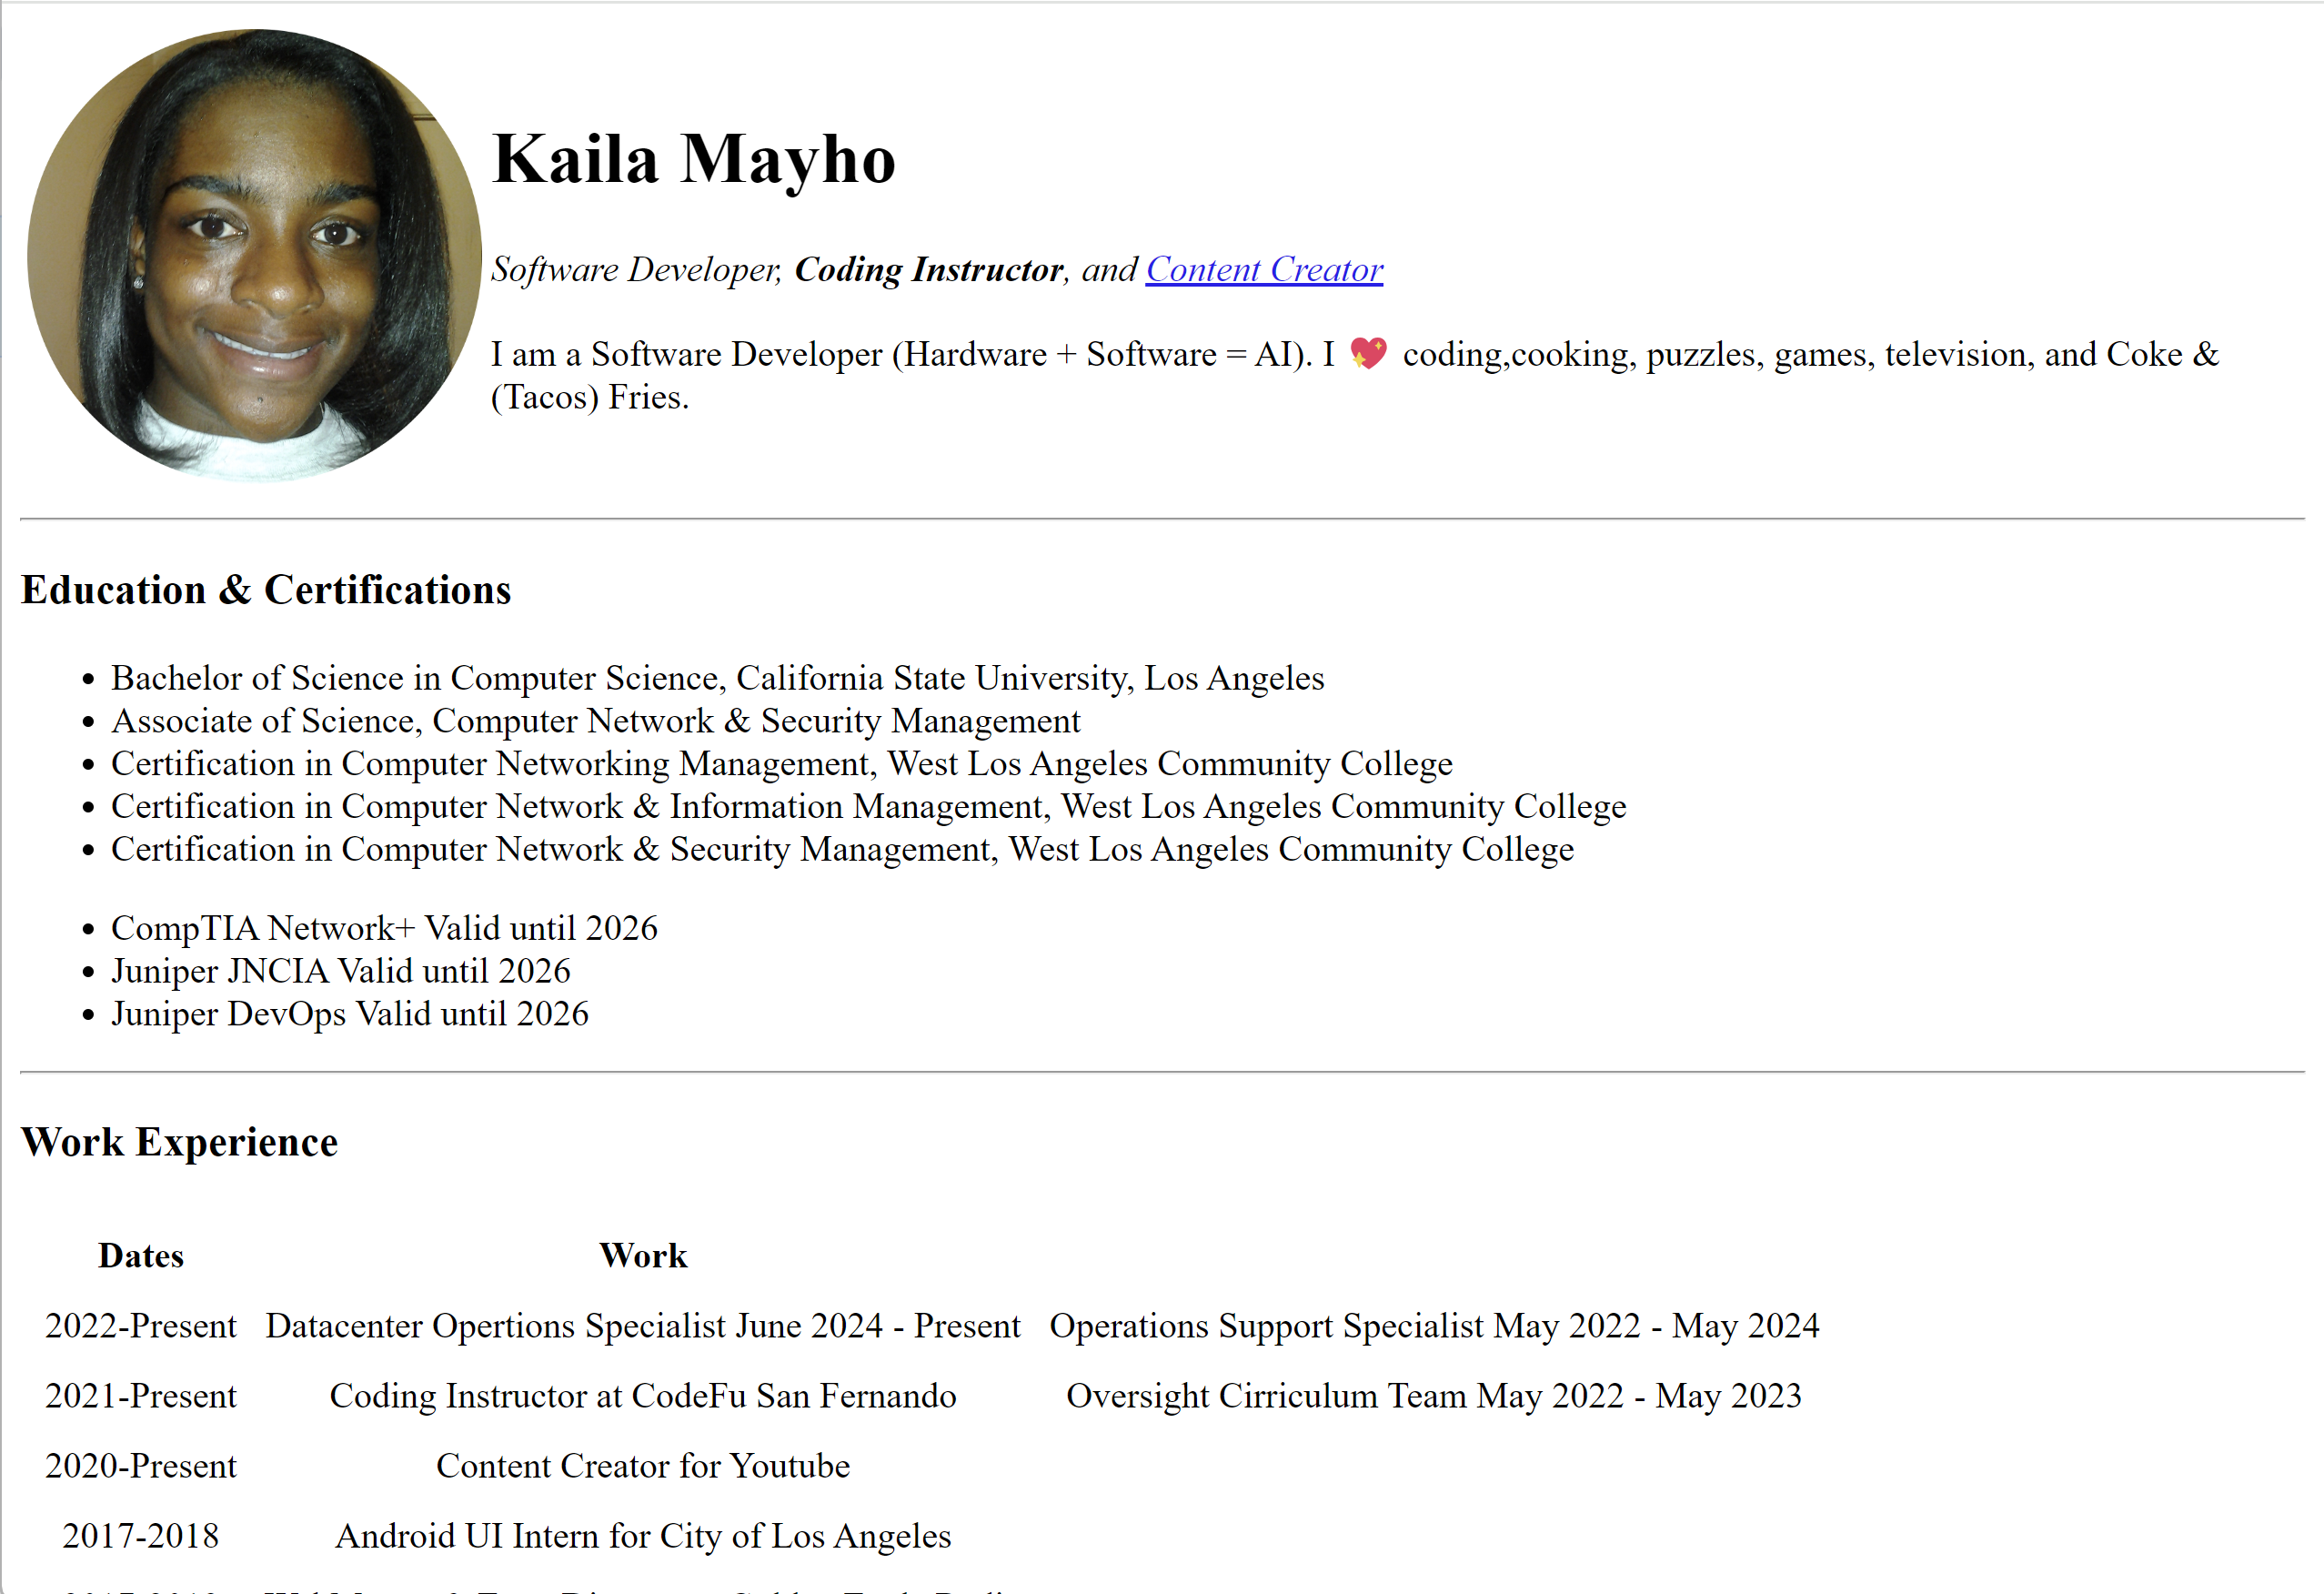 Kaila Mayho
Software Developer, Coding Instructor, and Content Creator
I am a Software Developer (Hardware + Software = AI). I 💖 coding,cooking, puzzles, games, television, and Coke &
(Tacos) Fries.
Education & Certifications
• Bachelor of Science in Computer Science, California State University, Los Angeles
• Associate of Science, Computer Network & Security Management
• Certification in Computer Networking Management, West Los Angeles Community College
• Certification in Computer Network & Information Management, West Los Angeles Community College
• Certification in Computer Network & Security Management, West Los Angeles Community College
• CompTIA Network+ Valid until 2026
• Juniper JNCIA Valid until 2026
• Juniper DevOps Valid until 2026
Work Experience
Dates Work
2022-Present Datacenter Opertions Specialist June 2024 - Present Operations Support Specialist May 2022 - May 2024
2021-Present Coding Instructor at CodeFu San Fernando Oversight Cirriculum Team May 2022 - May 2023
2020-Present Content Creator for Youtube
2017-2018 Android UI Intern for City of Los Angeles